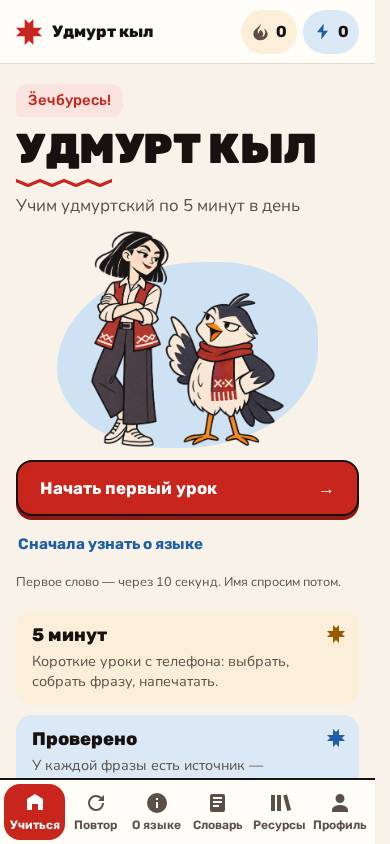 Удмурт кыл
0
0
Ӟечбуресь!
УДМУРТ КЫЛ
Учим удмуртский по 5 минут в день
Начать первый урок →
Сначала узнать о языке
Первое слово — через 10 секунд. Имя спросим потом.
5 минут
Короткие уроки с телефона: выбрать,
собрать фразу, напечатать.
Проверено
У каждой фразы есть источник —
Учиться
Повтор
О языке
Словарь
Ресурсы
Профиль